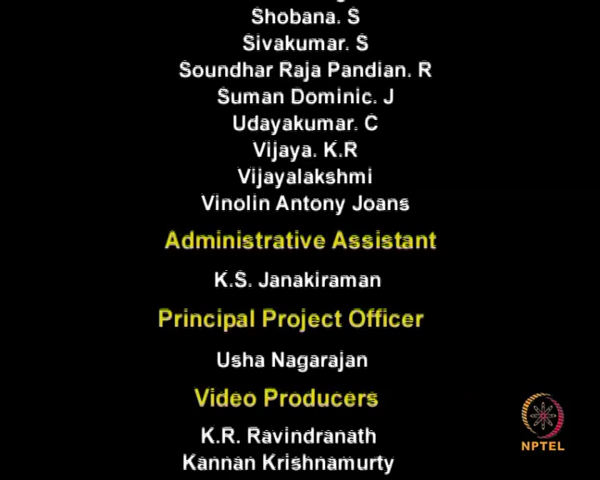 Shobana. S
Sivakumar. S
Soundhar Raja Pandian. R
Suman Dominic. J
Udayakumar. C
Vijaya. K.R
Vijayalakshmi
Vinolin Antony Joans
Administrative Assistant
K.S. Janakiraman
Principal Project Officer
Usha Nagarajan
Video Producers
K.R. Ravindranath
Kannan Krishnamurty
NPTEL